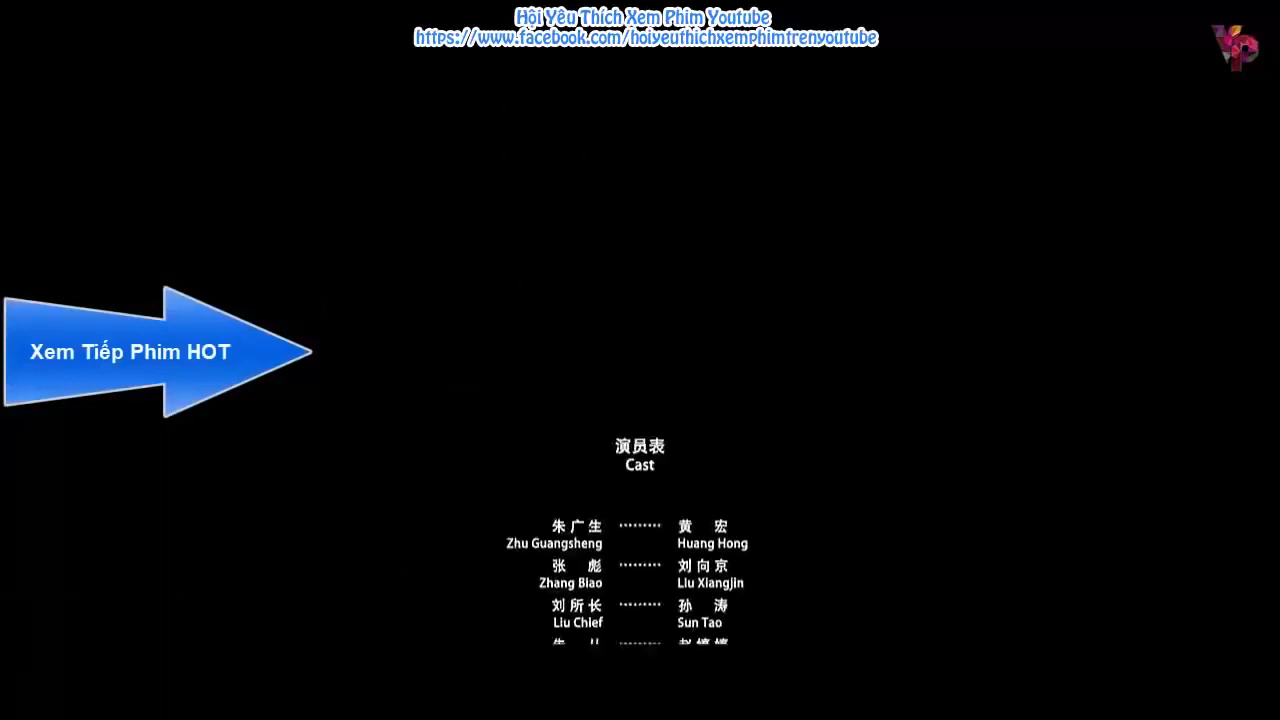 Hội Yêu Thích Xem Phim Youtube
https://www.facebook.com/hoiyeuthichxemphimtrenyoutube
VP
Xem Tiếp Phim HOT
演员表
Cast
朱广生 ········· 黄 宏
Zhu Guangsheng Huang Hong
张 彪 ········· 刘向京
Zhang Biao Liu Xiangjin
刘所长 ········· 孙 涛
Liu Chief Sun Tao